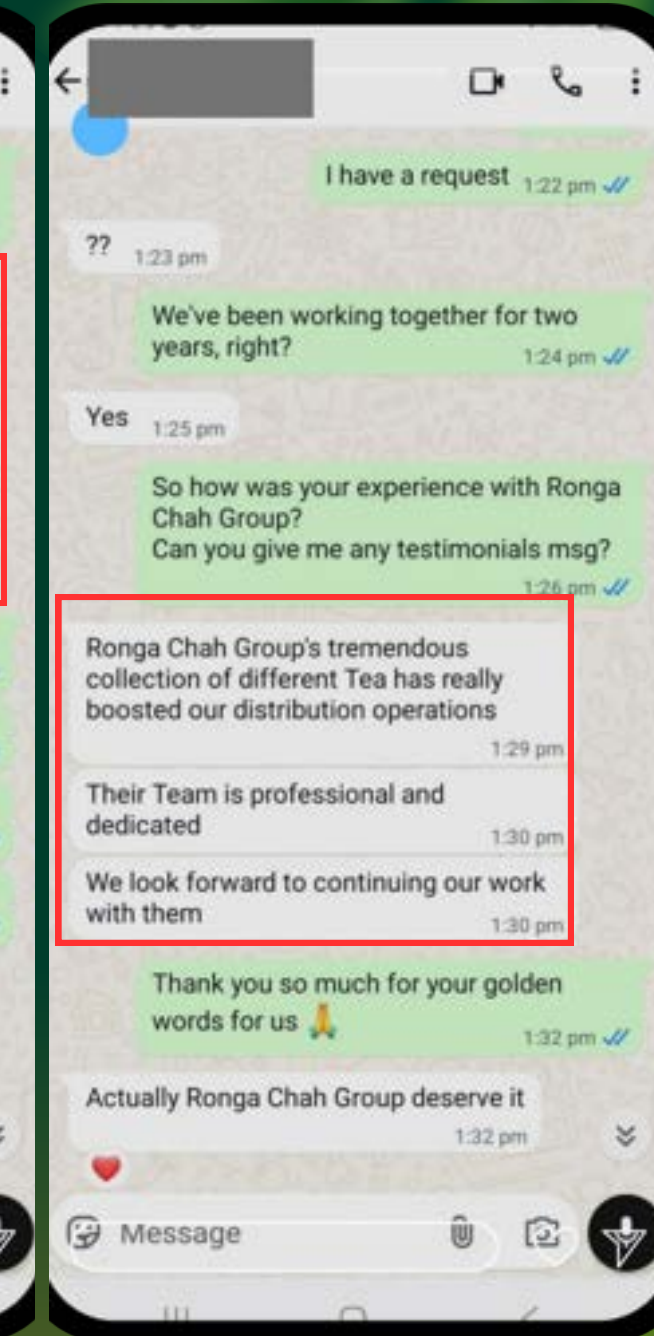 I have a request 1:22 pm
?? 1:23 pm
We've been working together for two
years, right?
1:24 pm
Yes 1:25 pm
So how was your experience with Ronga
Chah Group?
Can you give me any testimonials msg?
1:26 pm
Ronga Chah Group's tremendous
collection of different Tea has really
boosted our distribution operations
1:29 pm
Their Team is professional and
dedicated
1:30 pm
We look forward to continuing our work
with them
1:30 pm
Thank you so much for your golden
words for us 🙏
1:32 pm
Actually Ronga Chah Group deserve it
1:32 pm
Message